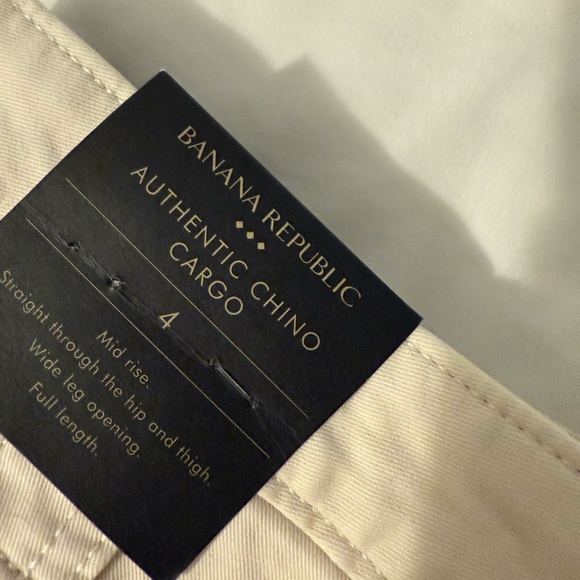 BANANA REPUBLIC
AUTHENTIC CHINO
CARGO
4
Mid rise.
Straight through the hip and thigh.
Wide leg opening.
Full length.